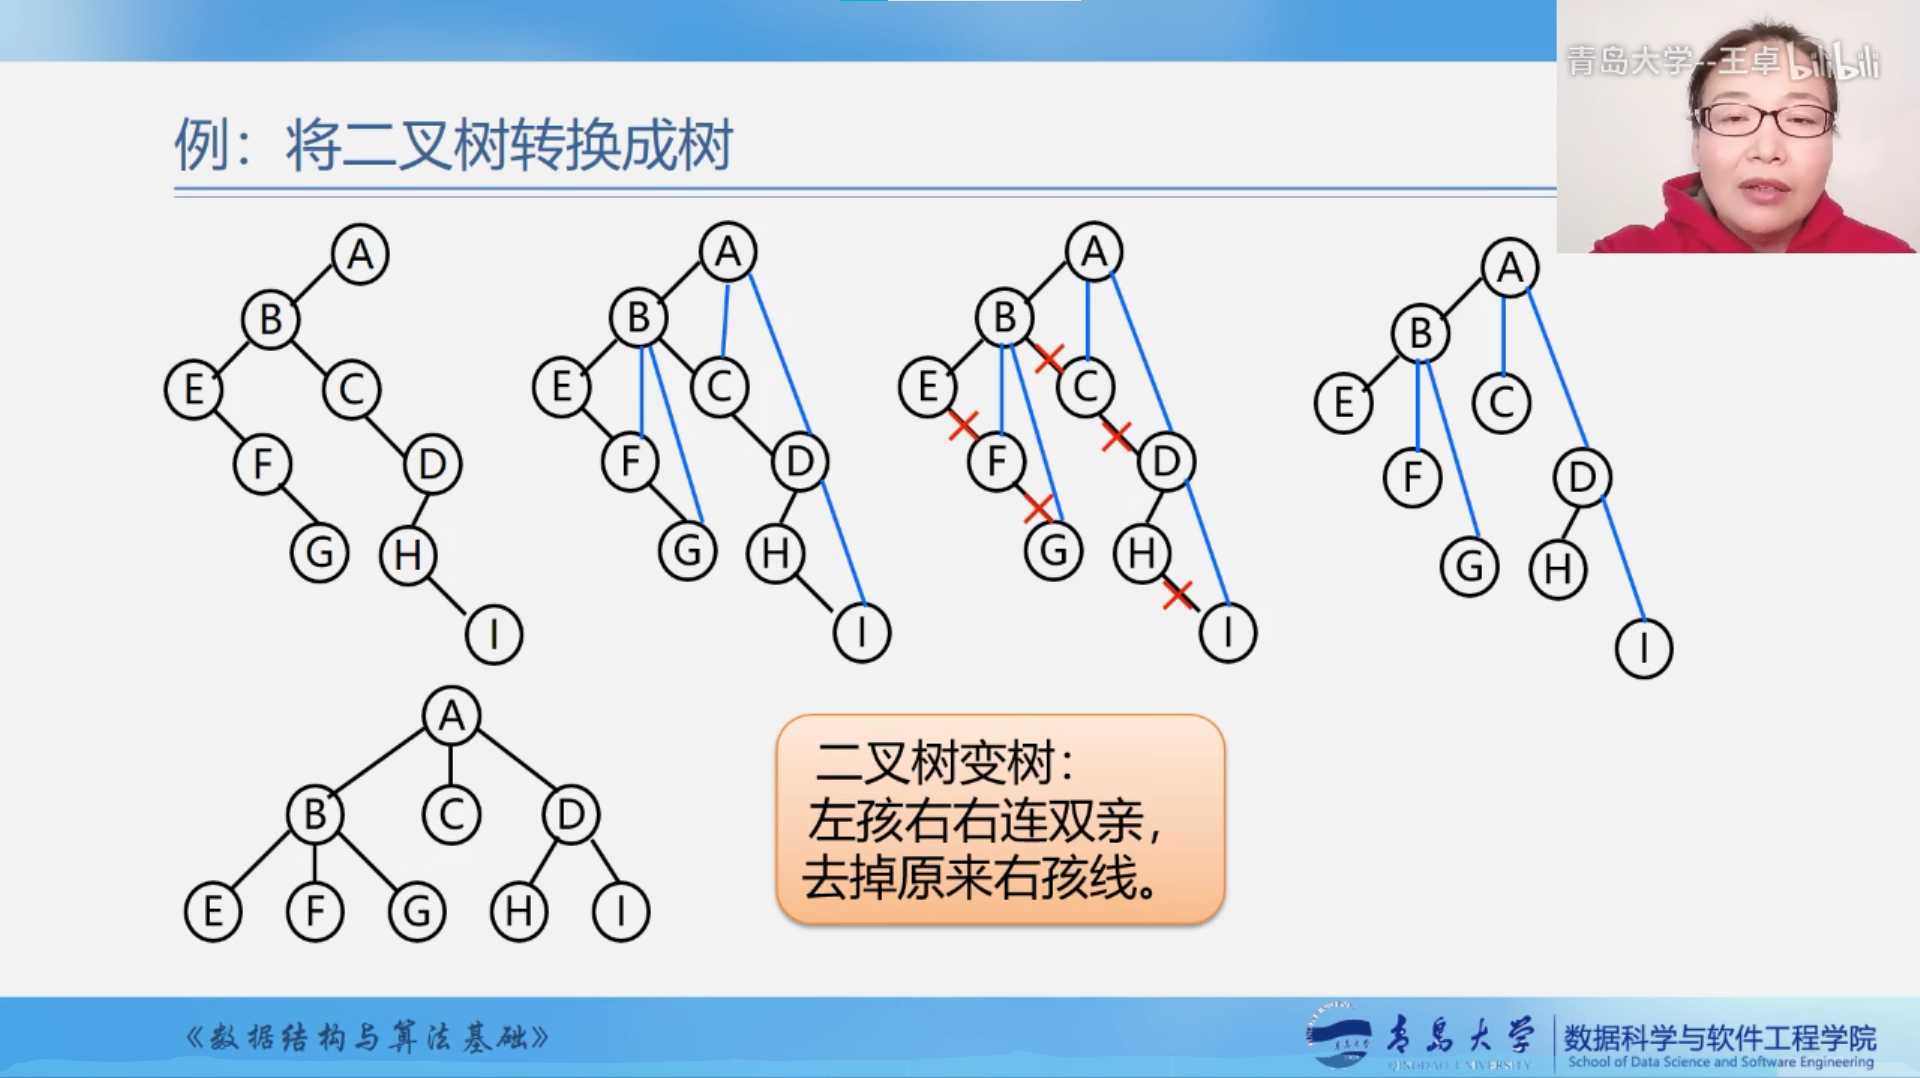 青岛大学--王卓 bilibili
例：将二叉树转换成树
A
B
E
C
F
D
G
H
I
A
B
E
C
F
D
G
H
I
A
B
E
C
F
D
G
H
I
A
B
E
C
F
D
G
H
I
A
B
C
D
E
F
G
H
I
二叉树变树：
左孩右右连双亲，
去掉原来右孩线。
《数据结构与算法基础》
青岛大学
QINGDAO UNIVERSITY
数据科学与软件工程学院
School of Data Science and Software Engineering